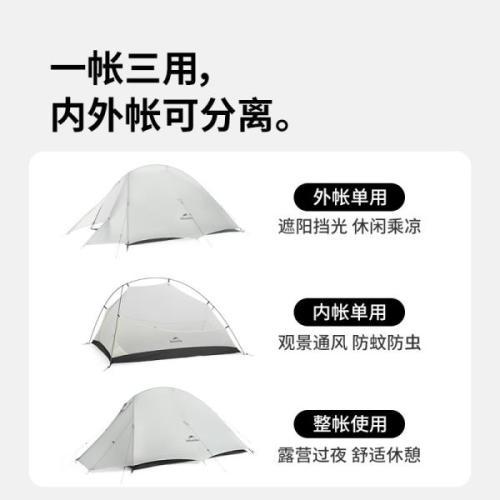 一帐三用,
内外帐可分离。
外帐单用
遮阳挡光 休闲乘凉
内帐单用
观景通风 防蚊防虫
整帐使用
露营过夜 舒适休憩